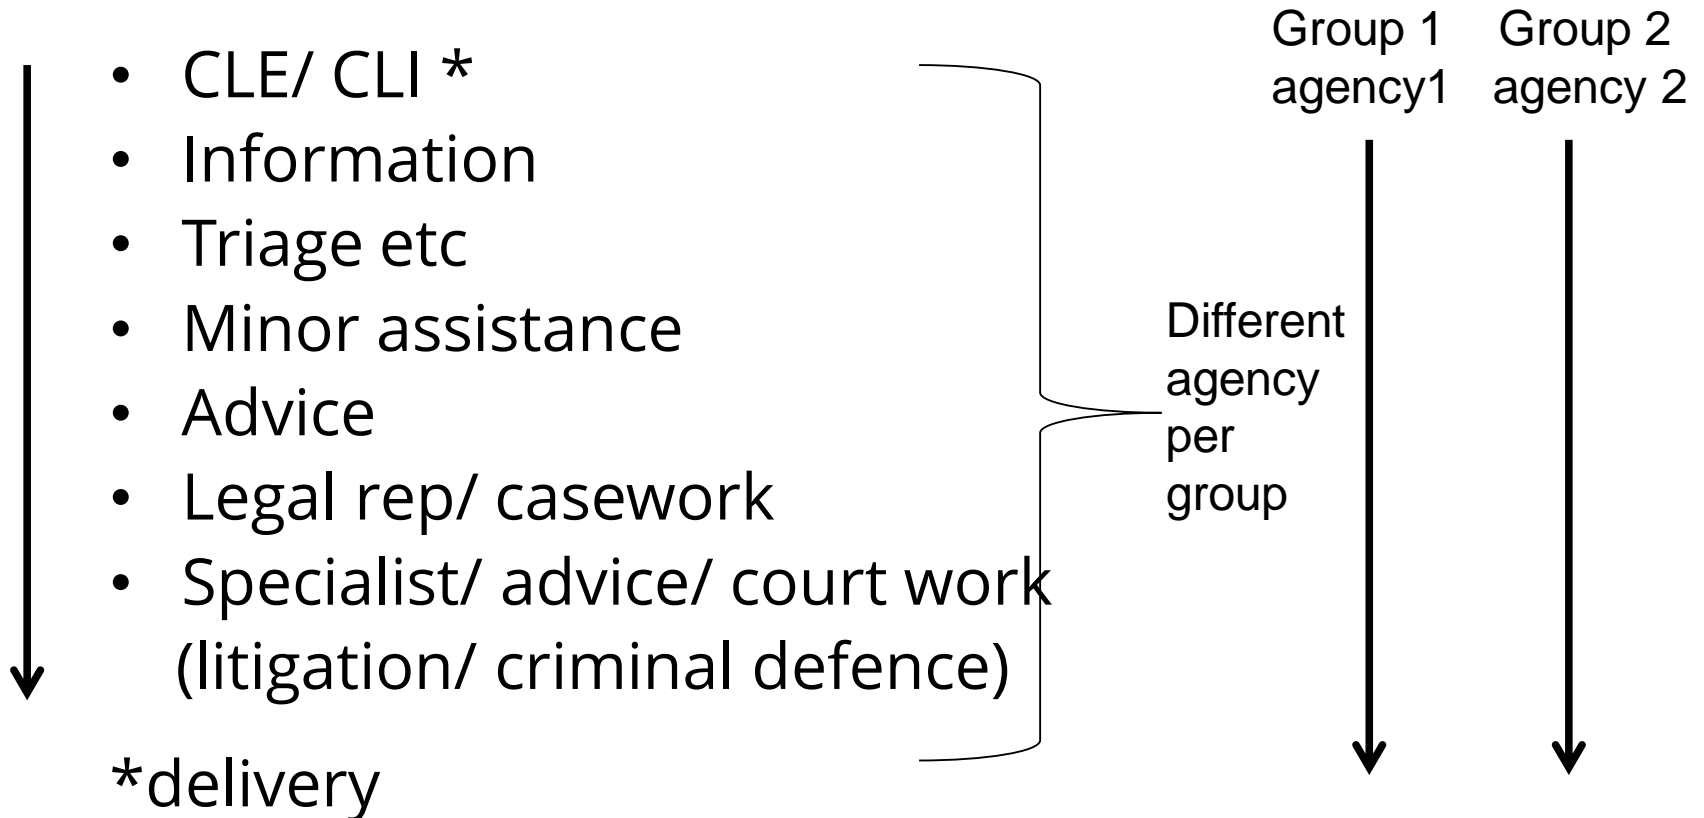 • CLE/ CLI *
• Information
• Triage etc
• Minor assistance
• Advice
• Legal rep/ casework
• Specialist/ advice/ court work
(litigation/ criminal defence)
*delivery
Different
agency
per
group
Group 1
agency1
Group 2
agency 2